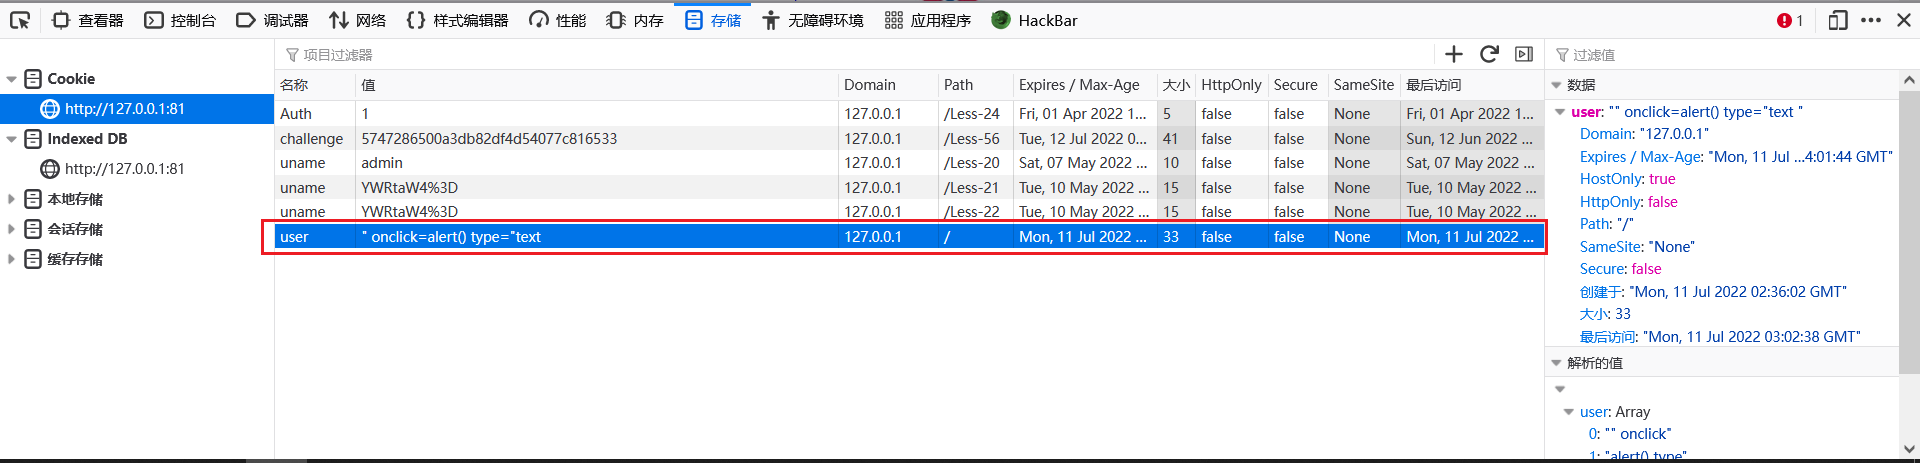 查看器 控制台 调试器 网络 样式编辑器 性能 内存 存储 无障碍环境 应用程序 HackBar 1
项目过滤器
过滤值
Cookie
http://127.0.0.1:81
Indexed DB
http://127.0.0.1:81
本地存储
会话存储
缓存存储
名称 值 Domain Path Expires / Max-Age 大小 HttpOnly Secure SameSite 最后访问
Auth 1 127.0.0.1 /Less-24 Fri, 01 Apr 2022 1... 5 false false None Fri, 01 Apr 2022 1...
challenge 5747286500a3db82df4d54077c816533 127.0.0.1 /Less-56 Tue, 12 Jul 2022 0... 41 false false None Sun, 12 Jun 2022 ...
uname admin 127.0.0.1 /Less-20 Sat, 07 May 2022 ... 10 false false None Sat, 07 May 2022 ...
uname YWRtaW4%3D 127.0.0.1 /Less-21 Tue, 10 May 2022 ... 15 false false None Tue, 10 May 2022 ...
uname YWRtaW4%3D 127.0.0.1 /Less-22 Tue, 10 May 2022 ... 15 false false None Tue, 10 May 2022 ...
user " onclick=alert() type="text 127.0.0.1 / Mon, 11 Jul 2022 ... 33 false false None Mon, 11 Jul 2022 ...
数据
user: "" onclick=alert() type="text "
Domain: "127.0.0.1"
Expires / Max-Age: "Mon, 11 Jul ...4:01:44 GMT"
HostOnly: true
HttpOnly: false
Path: "/"
SameSite: "None"
Secure: false
创建于: "Mon, 11 Jul 2022 02:36:02 GMT"
大小: 33
最后访问: "Mon, 11 Jul 2022 03:02:38 GMT"
解析的值
user: Array
0: "" onclick"
1: "alert() type"